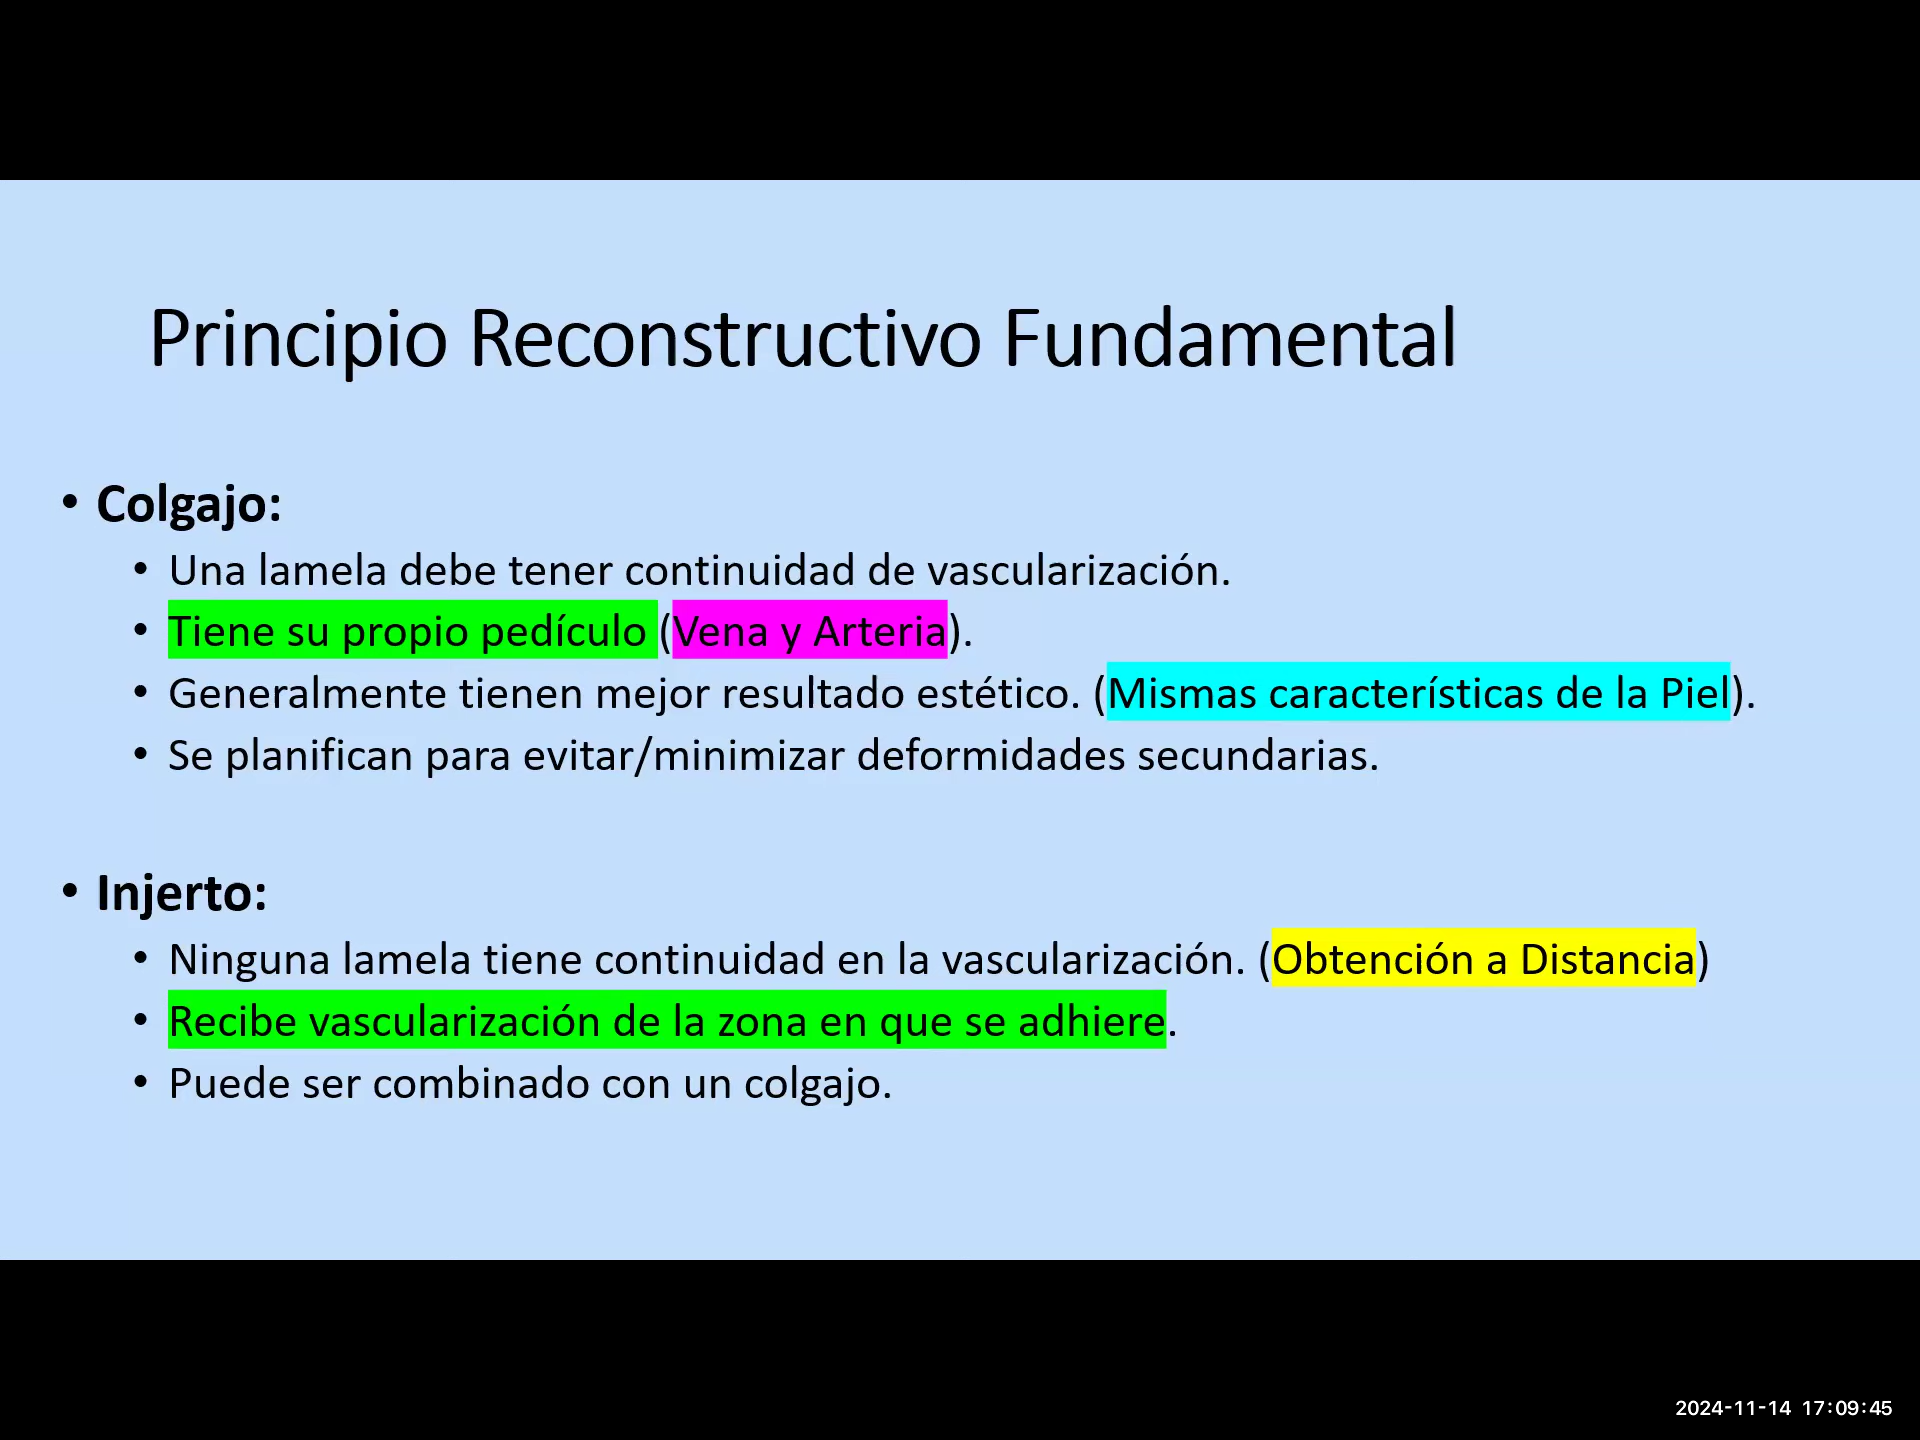 Principio Reconstructivo Fundamental
• Colgajo:
• Una lamela debe tener continuidad de vascularización.
• Tiene su propio pedículo (Vena y Arteria).
• Generalmente tienen mejor resultado estético. (Mismas características de la Piel).
• Se planifican para evitar/minimizar deformidades secundarias.
• Injerto:
• Ninguna lamela tiene continuidad en la vascularización. (Obtención a Distancia)
• Recibe vascularización de la zona en que se adhiere.
• Puede ser combinado con un colgajo.
2024-11-14 17:09:45